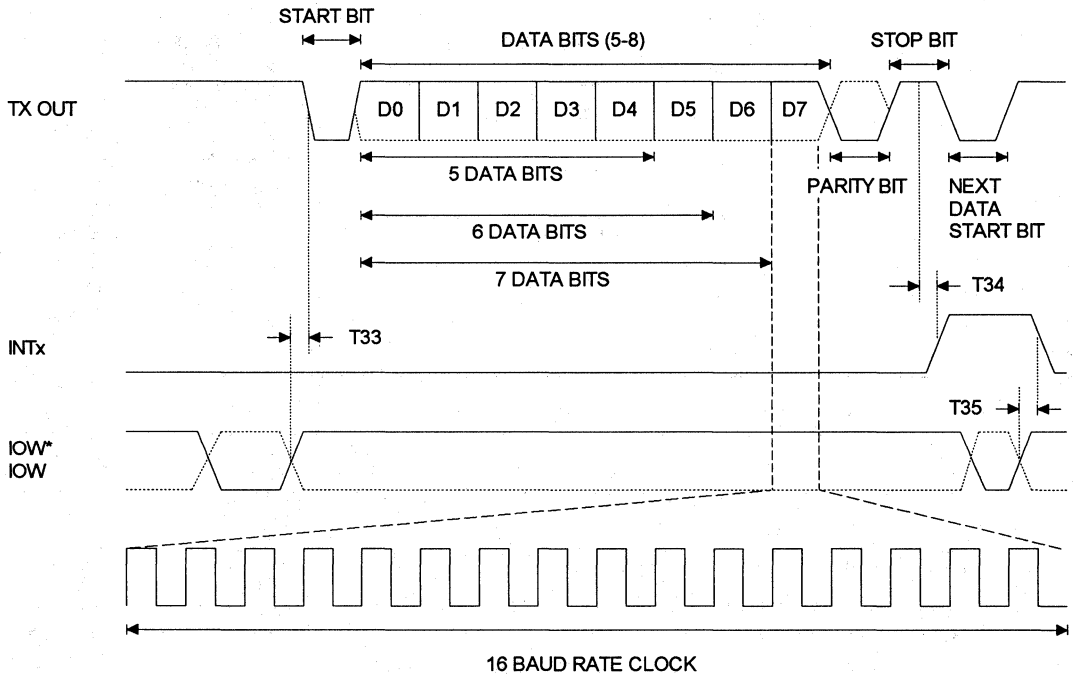 START BIT
DATA BITS (5-8)
STOP BIT
TX OUT
D0 D1 D2 D3 D4 D5 D6 D7
5 DATA BITS
PARITY BIT
NEXT
DATA
START BIT
6 DATA BITS
7 DATA BITS
T34
T33
INTx
T35
IOW*
IOW
16 BAUD RATE CLOCK